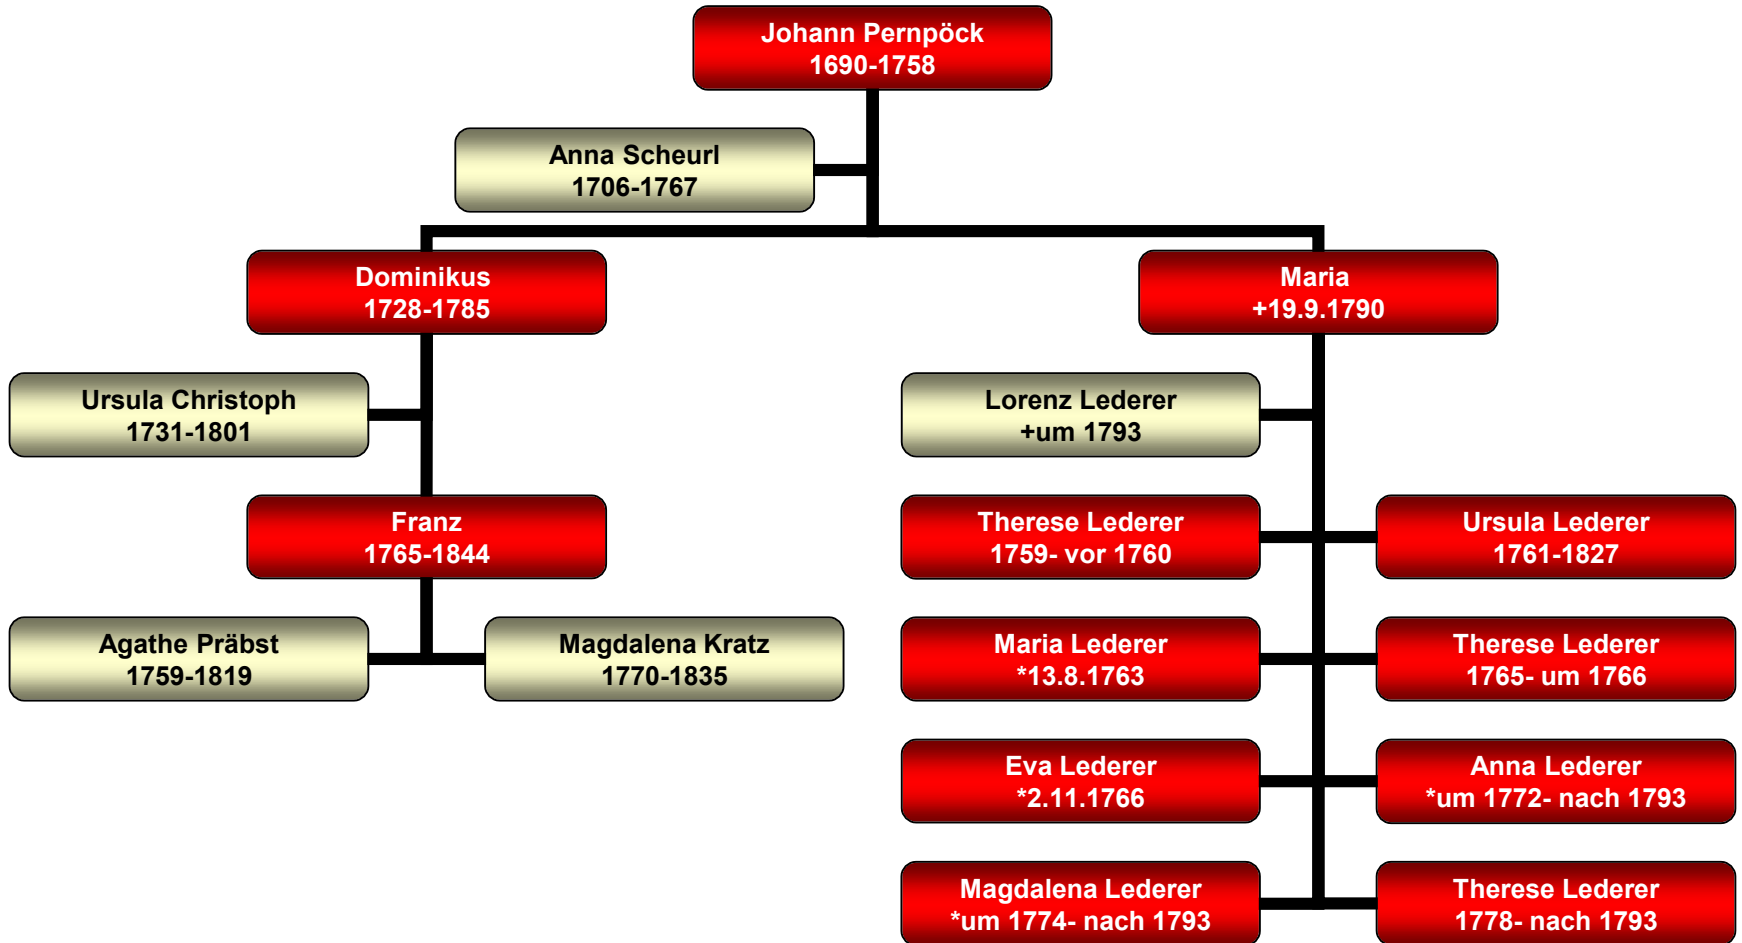 Johann Pernpöck
1690-1758
Anna Scheurl
1706-1767
Dominikus
1728-1785
Maria
+19.9.1790
Ursula Christoph
1731-1801
Lorenz Lederer
+um 1793
Franz
1765-1844
Therese Lederer
1759- vor 1760
Ursula Lederer
1761-1827
Agathe Präbst
1759-1819
Magdalena Kratz
1770-1835
Maria Lederer
*13.8.1763
Therese Lederer
1765- um 1766
Eva Lederer
*2.11.1766
Anna Lederer
*um 1772- nach 1793
Magdalena Lederer
*um 1774- nach 1793
Therese Lederer
1778- nach 1793